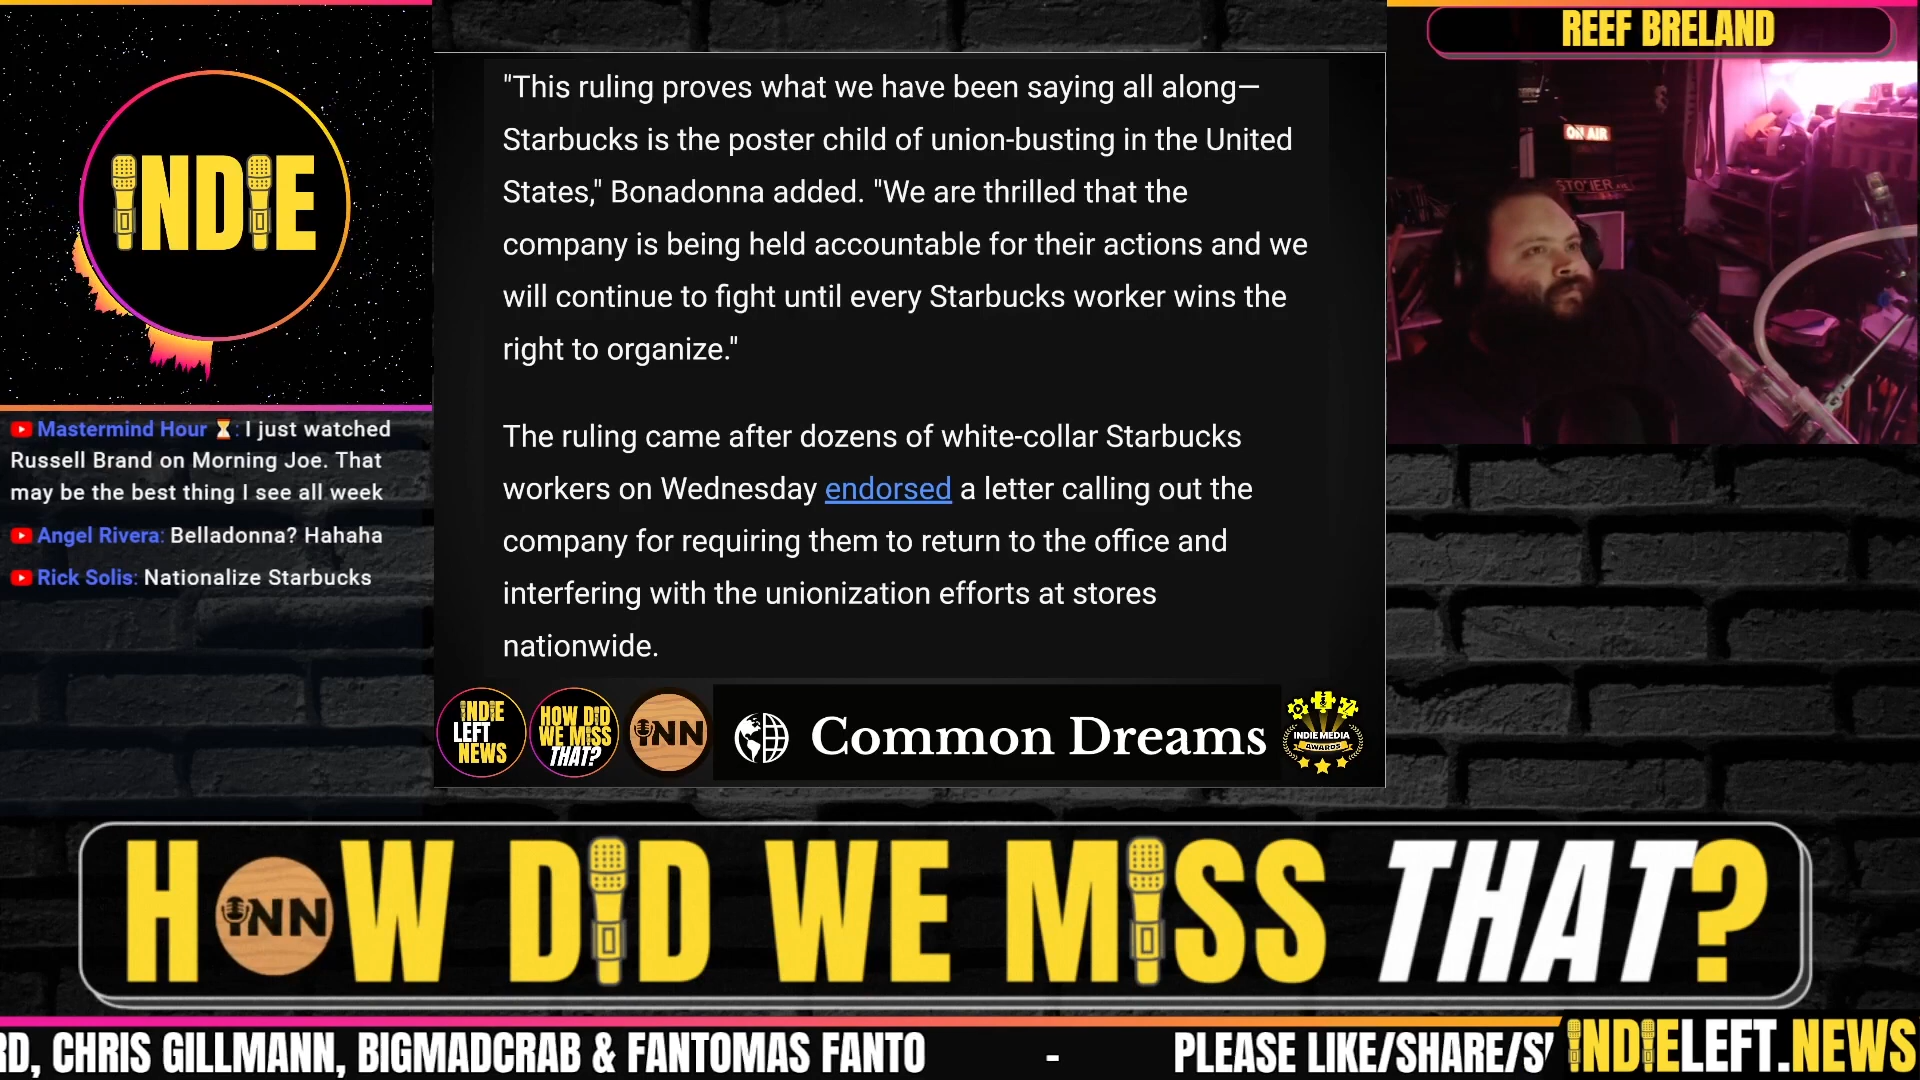 INDIE
REEF BRELAND
"This ruling proves what we have been saying all along—
Starbucks is the poster child of union-busting in the United
States," Bonadonna added. "We are thrilled that the
company is being held accountable for their actions and we
will continue to fight until every Starbucks worker wins the
right to organize."
The ruling came after dozens of white-collar Starbucks
workers on Wednesday endorsed a letter calling out the
company for requiring them to return to the office and
interfering with the unionization efforts at stores
nationwide.
ON AIR
Mastermind Hour ⏳: I just watched
Russell Brand on Morning Joe. That
may be the best thing I see all week
Angel Rivera: Belladonna? Hahaha
Rick Solis: Nationalize Starbucks
INDIE
LEFT
NEWS
HOW DID
WE MISS
THAT?
INN
Common Dreams
INDIE MEDIA
AWARDS
HOW DID WE MISS THAT?
INN
RD, CHRIS GILLMANN, BIGMADCRAB & FANTOMAS FANTO - PLEASE LIKE/SHARE/S
INDIELEFT.NEWS